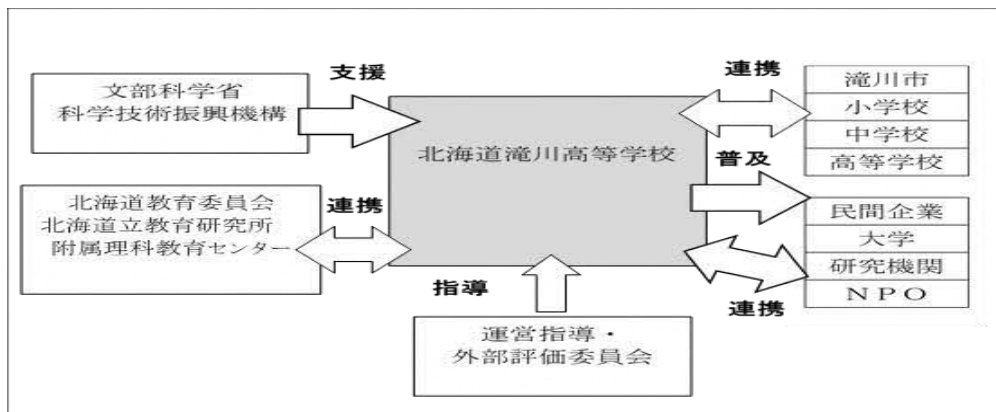 文部科学省
科学技術振興機構
支援
北海道教育委員会
北海道立教育研究所
附属理科教育センター
連携
北海道滝川高等学校
指導
運営指導・
外部評価委員会
連携
滝川市
小学校
中学校
高等学校
普及
民間企業
大学
研究機関
ＮＰＯ
連携